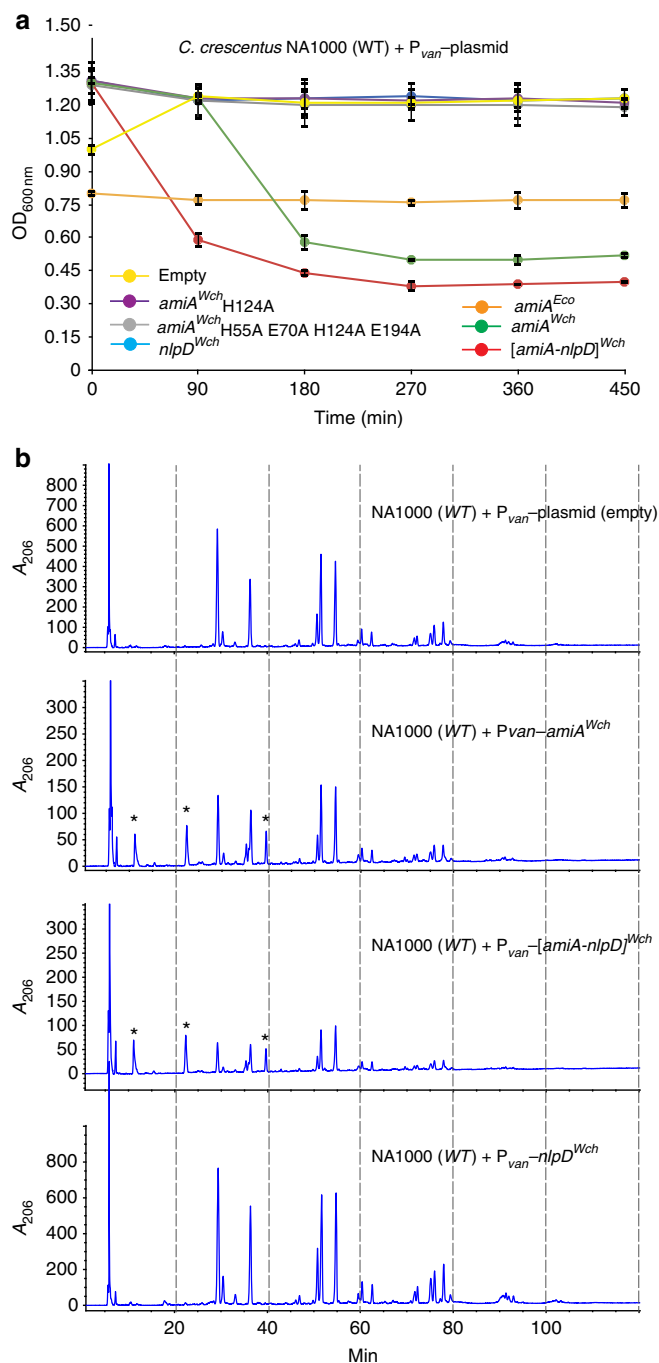 a
C. crescentus NA1000 (WT) + Pvan–plasmid
1.50
1.35
1.20
1.05
0.90
0.75
0.60
0.45
0.30
0.15
0
OD600 nm
Empty
amiAWchH124A
amiAWchH55A E70A H124A E194A
nlpDWch
amiAEco
amiAWch
[amiA-nlpD]Wch
0 90 180 270 360 450
Time (min)
b
NA1000 (WT) + Pvan–plasmid (empty)
800
700
600
500
400
300
200
100
0
A206
NA1000 (WT) + Pvan–amiAWch
300
250
200
150
100
50
0
A206
* * *
NA1000 (WT) + Pvan–[amiA-nlpD]Wch
300
250
200
150
100
50
0
A206
* * *
NA1000 (WT) + Pvan–nlpDWch
800
600
400
200
0
A206
20 40 60 80 100
Min